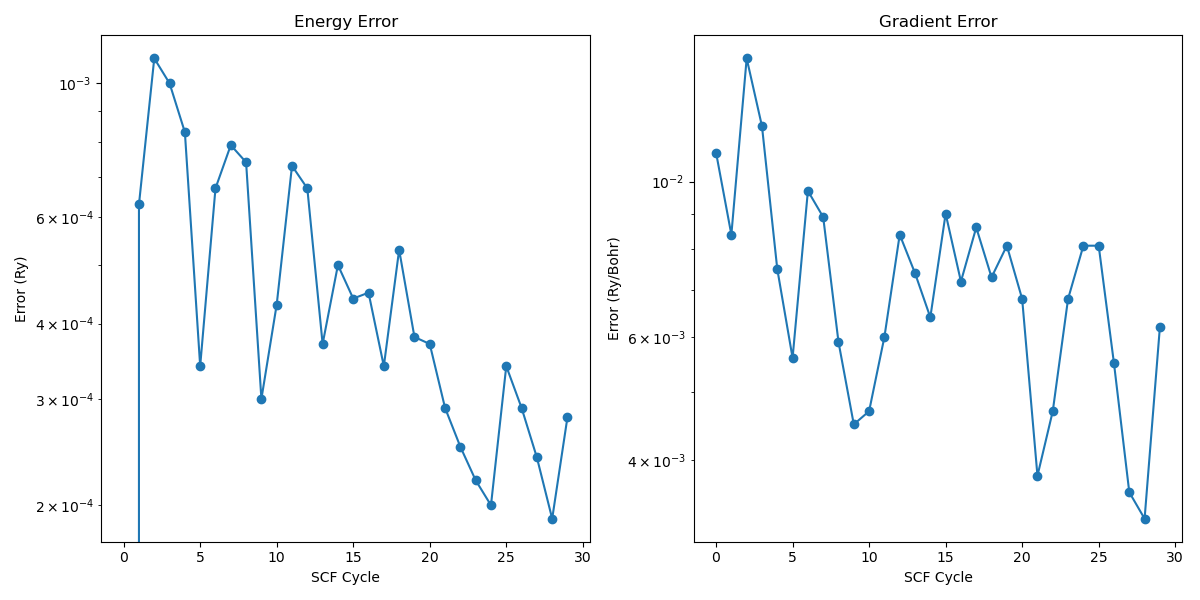 Energy Error
Error (Ry)
10⁻³
6 × 10⁻⁴
4 × 10⁻⁴
3 × 10⁻⁴
2 × 10⁻⁴
0 5 10 15 20 25 30
SCF Cycle
Gradient Error
Error (Ry/Bohr)
10⁻²
6 × 10⁻³
4 × 10⁻³
0 5 10 15 20 25 30
SCF Cycle